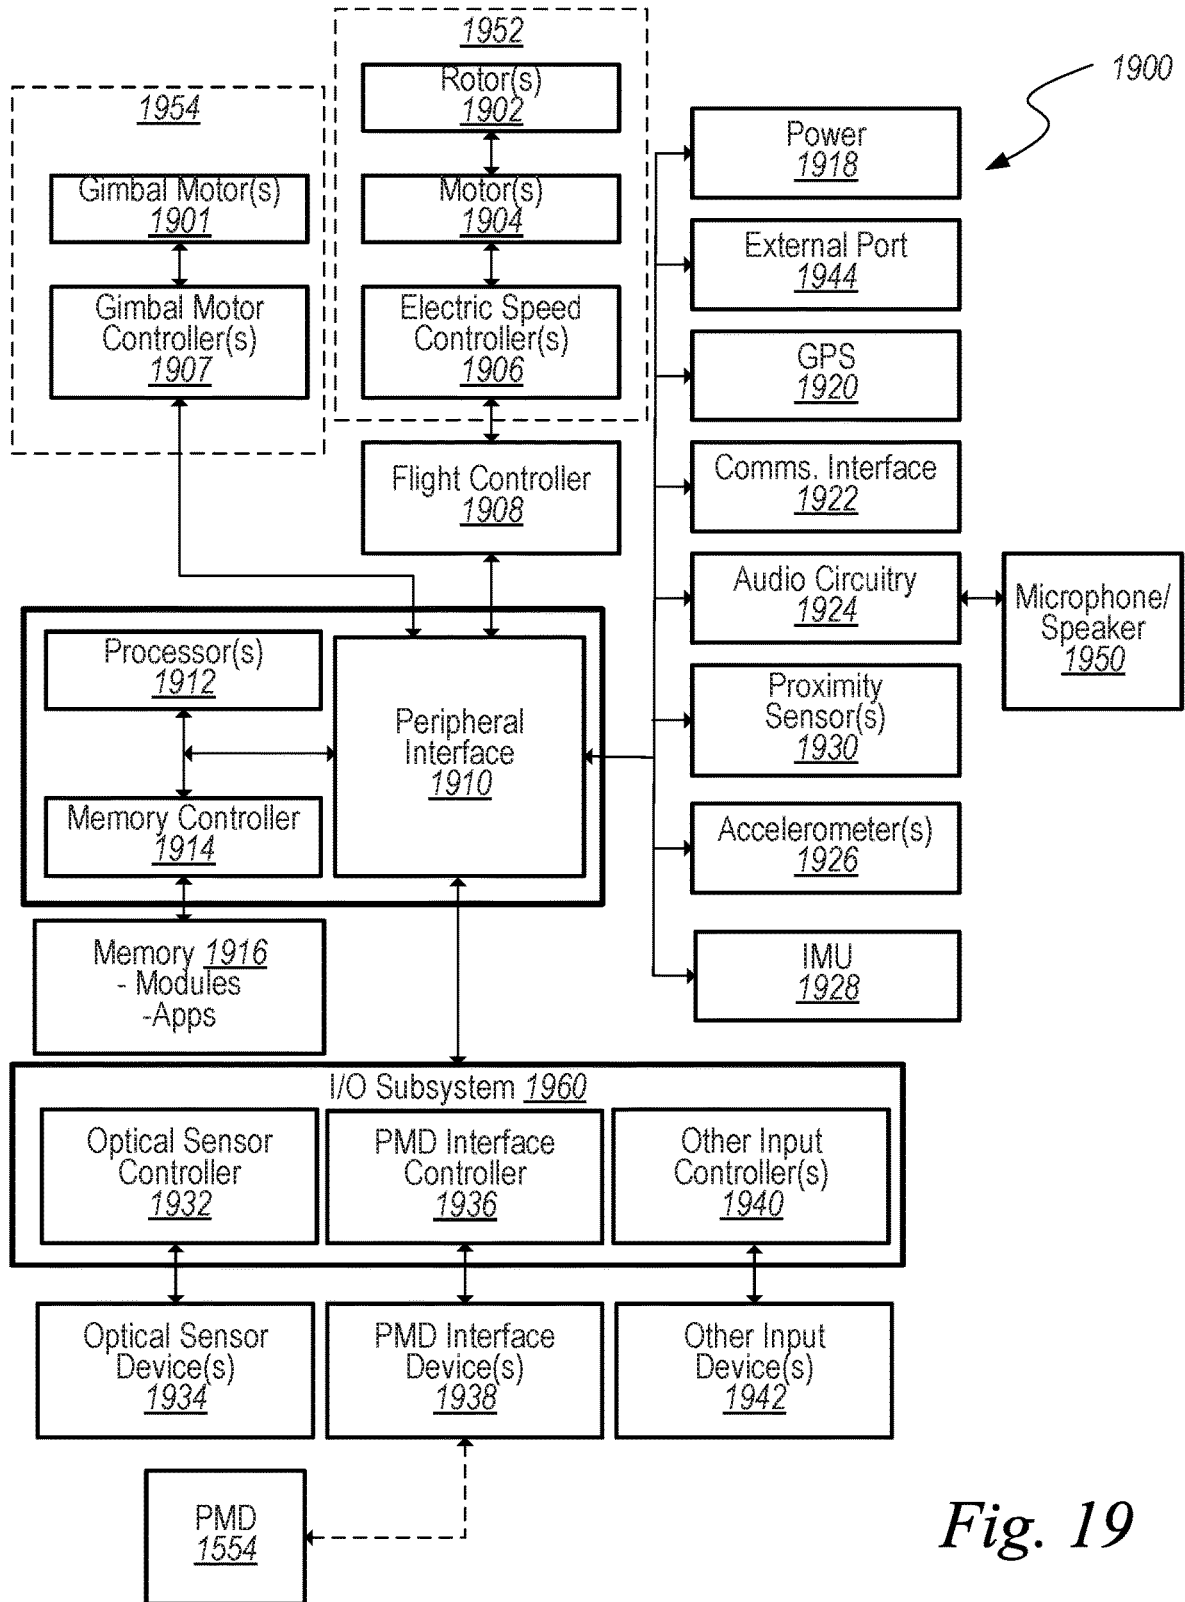 1952
1900
Rotor(s)
1902
1954
Power
1918
Gimbal Motor(s)
1901
Motor(s)
1904
External Port
1944
Gimbal Motor
Controller(s)
1907
Electric Speed
Controller(s)
1906
GPS
1920
Flight Controller
1908
Comms. Interface
1922
Audio Circuitry
1924
Microphone/
Speaker
1950
Processor(s)
1912
Peripheral
Interface
1910
Proximity
Sensor(s)
1930
Memory Controller
1914
Accelerometer(s)
1926
Memory 1916
- Modules
-Apps
IMU
1928
I/O Subsystem 1960
Optical Sensor
Controller
1932
PMD Interface
Controller
1936
Other Input
Controller(s)
1940
Optical Sensor
Device(s)
1934
PMD Interface
Device(s)
1938
Other Input
Device(s)
1942
PMD
1554
Fig. 19